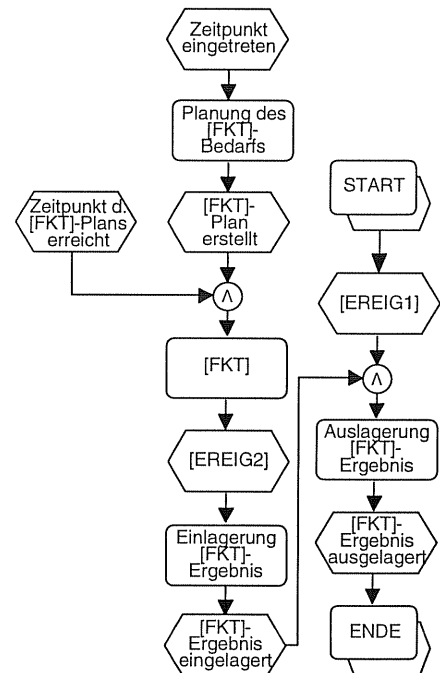 Zeitpunkt
eingetreten
Planung des
[FKT]-
Bedarfs
Zeitpunkt d.
[FKT]-Plans
erreicht
[FKT]-
Plan
erstellt
Λ
[FKT]
[EREIG2]
Einlagerung
[FKT]-
Ergebnis
[FKT]-
Ergebnis
eingelagert
START
[EREIG1]
Λ
Auslagerung
[FKT]-
Ergebnis
[FKT]-
Ergebnis
ausgelagert
ENDE